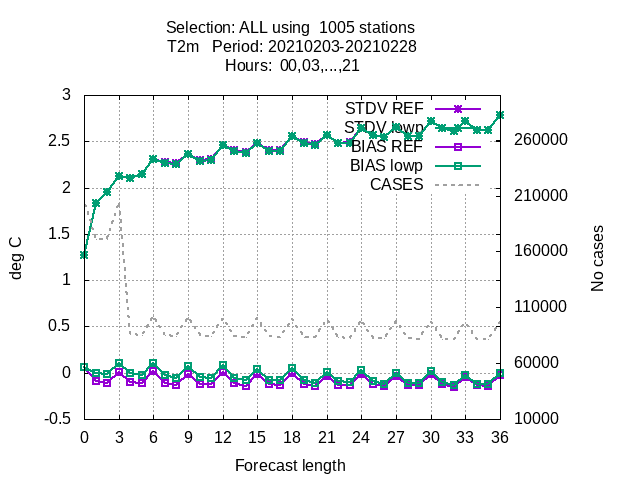 Selection: ALL using  1005 stations
T2m   Period: 20210203-20210228
Hours:  00,03,...,21
STDV REF
STDV lowp
BIAS REF
BIAS lowp
CASES
3
2.5
2
1.5
1
0.5
0
-0.5
deg C
260000
210000
160000
110000
60000
10000
No cases
0 3 6 9 12 15 18 21 24 27 30 33 36
Forecast length